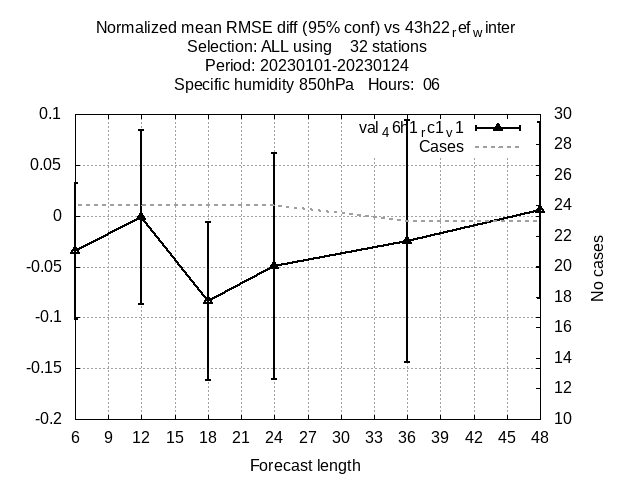 Normalized mean RMSE diff (95% conf) vs 43h22refwinter
Selection: ALL using    32 stations
Period: 20230101-20230124
Specific humidity 850hPa   Hours:  06
val46h1rc1v1
Cases
0.1
0.05
0
-0.05
-0.1
-0.15
-0.2
30
28
26
24
22
20
18
16
14
12
10
No cases
6 9 12 15 18 21 24 27 30 33 36 39 42 45 48
Forecast length